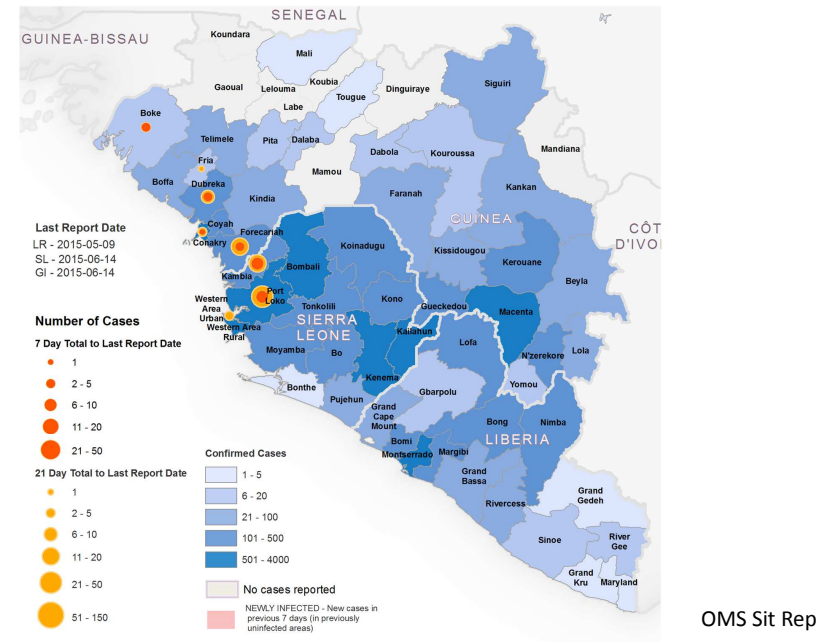 SENEGAL
GUINEA-BISSAU
Koundara
Mali
Gaoual
Lelouma
Koubia
Labe
Tougue
Dinguiraye
Siguiri
Boke
Telimele
Pita
Dalaba
Fria
Mamou
Dabola
Kouroussa
Mandiana
Boffa
Dubreka
Kindia
Faranah
Kankan
GUINEA
CÔT
D'IVOI
Coyah
Conakry
Forecariah
Koinadugu
Kissidougou
Kerouane
Beyla
Kambia
Bombali
Port
Loko
Kono
Gueckedou
Macenta
Western
Area
Urban
Western Area
Rural
Tonkolili
SIERRA
LEONE
Kailahun
Lofa
N'zerekore
Lola
Moyamba
Bo
Kenema
Yomou
Bonthe
Pujehun
Gbarpolu
Grand
Cape
Mount
Bong
Nimba
Bomi
LIBERIA
Montserrado
Margibi
Grand
Bassa
Rivercess
Grand
Gedeh
Sinoe
River
Gee
Grand
Kru
Maryland
Last Report Date
LR - 2015-05-09
SL - 2015-06-14
GI - 2015-06-14
Number of Cases
7 Day Total to Last Report Date
1
2 - 5
6 - 10
11 - 20
21 - 50
21 Day Total to Last Report Date
1
2 - 5
6 - 10
11 - 20
21 - 50
51 - 150
Confirmed Cases
1 - 5
6 - 20
21 - 100
101 - 500
501 - 4000
No cases reported
NEWLY INFECTED - New cases in
previous 7 days (in previously
uninfected areas)
OMS Sit Rep